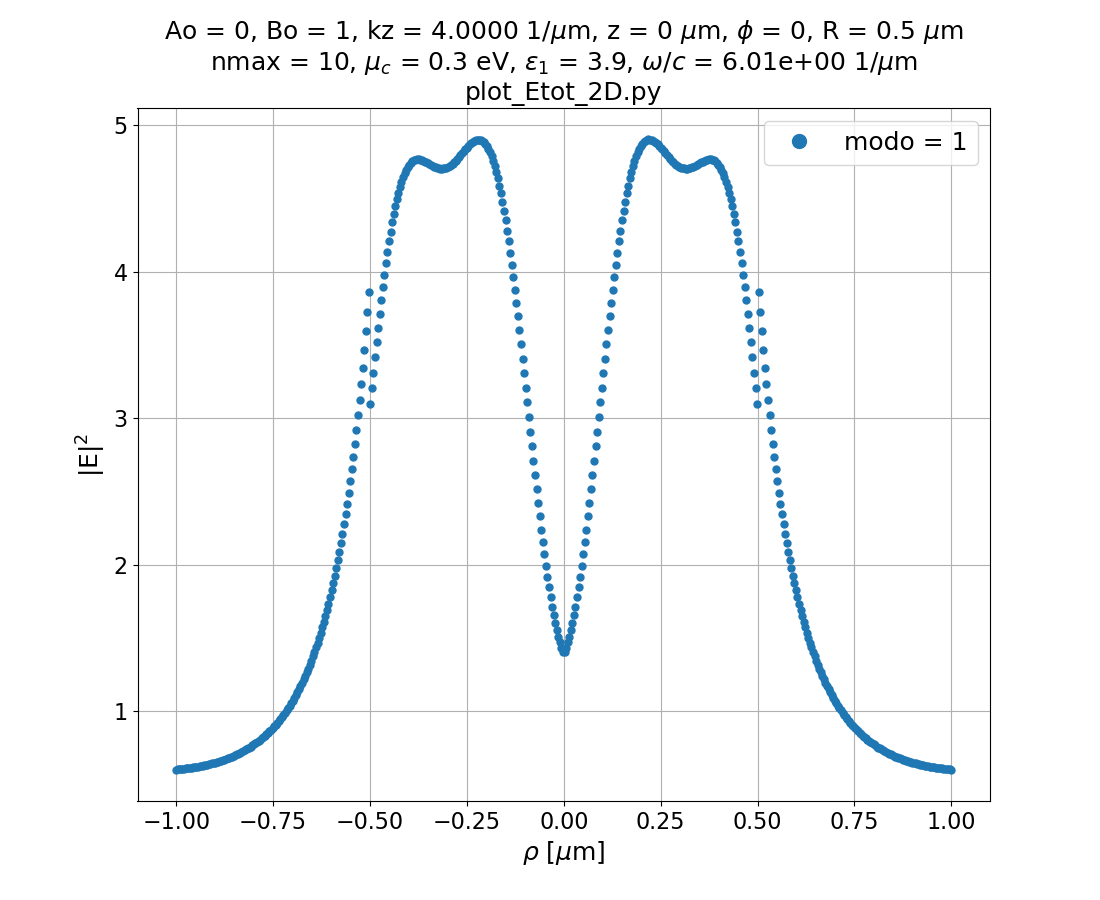 Ao = 0, Bo = 1, kz = 4.0000 1/μm, z = 0 μm, ϕ = 0, R = 0.5 μm
nmax = 10, μ_c = 0.3 eV, ε₁ = 3.9, ω/c = 6.01e+00 1/μm
plot_Etot_2D.py
modo = 1
5
4
3
2
1
|E|²
−1.00 −0.75 −0.50 −0.25 0.00 0.25 0.50 0.75 1.00
ρ [μm]